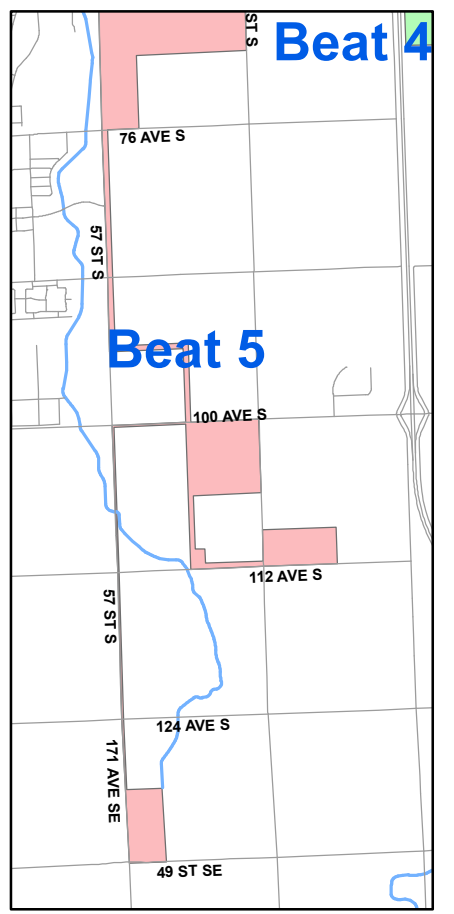 ST S
Beat 4
76 AVE S
57 ST S
Beat 5
100 AVE S
112 AVE S
57 ST S
124 AVE S
171 AVE SE
49 ST SE